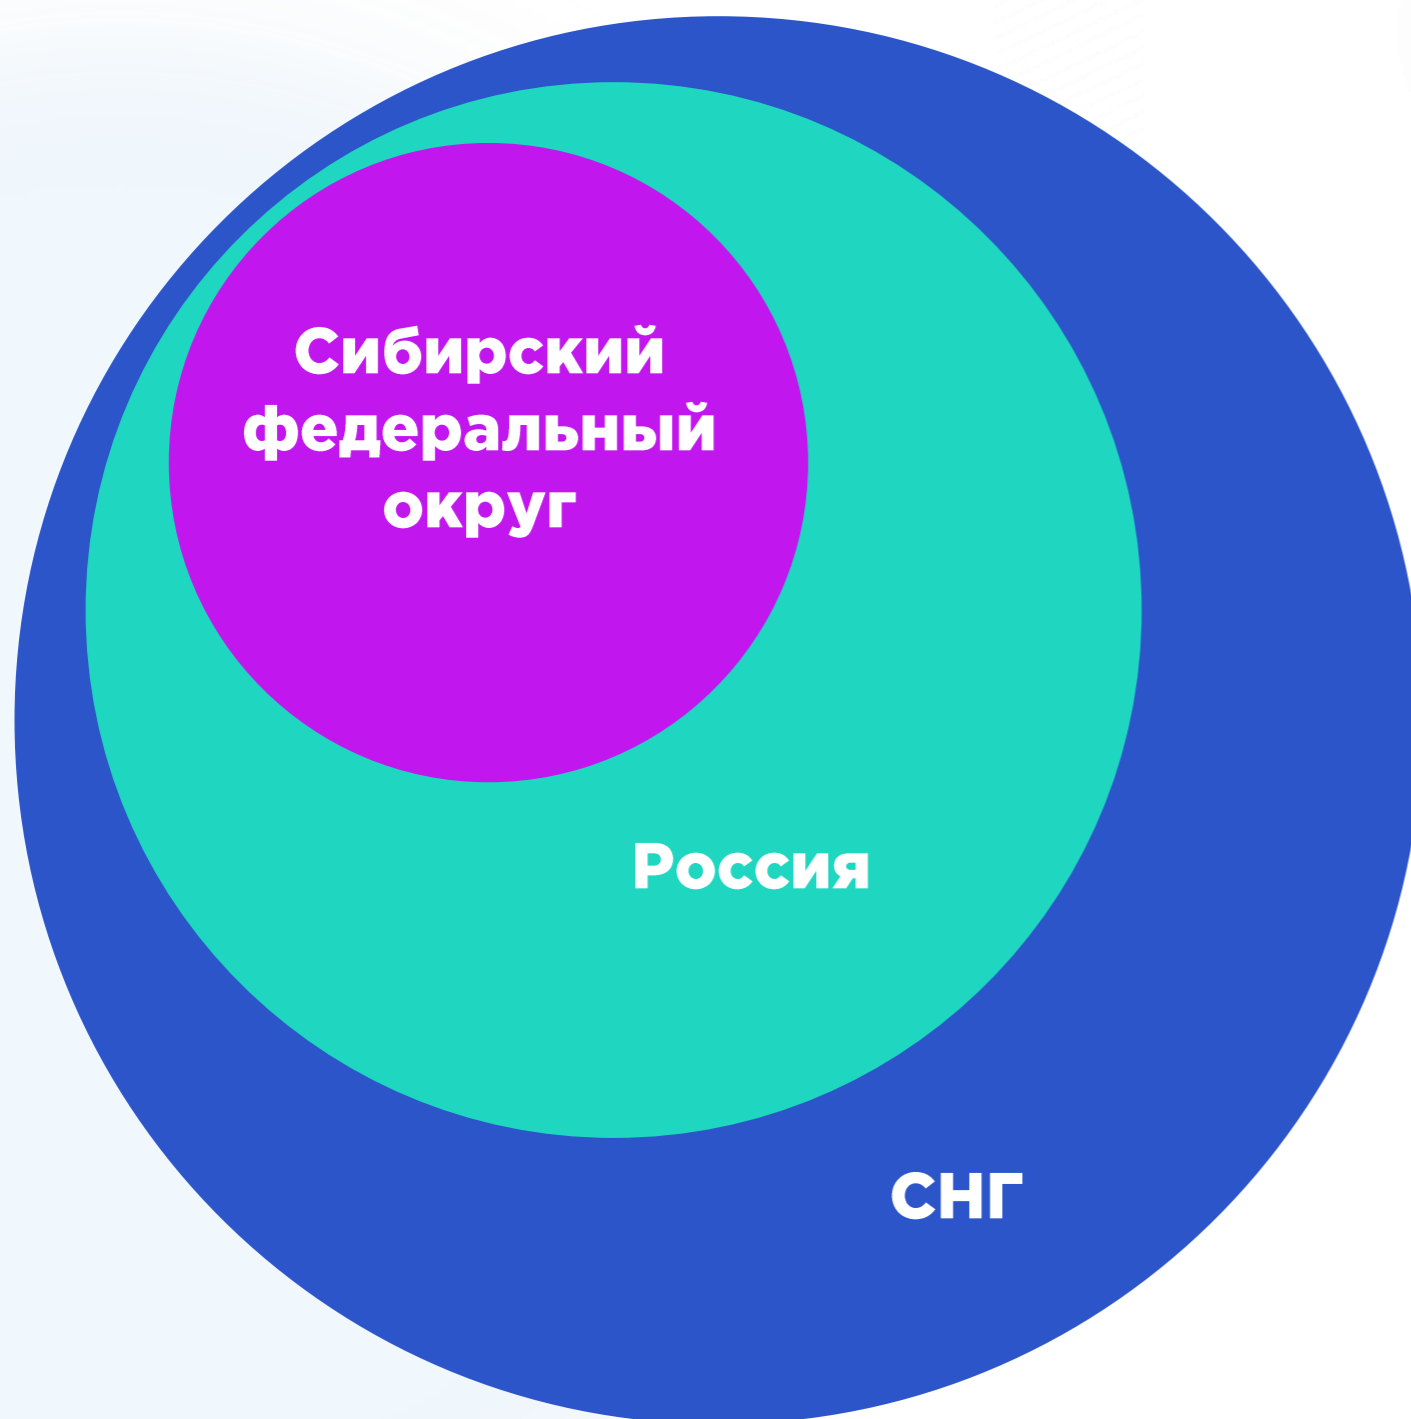 Сибирский
федеральный
округ
Россия
СНГ